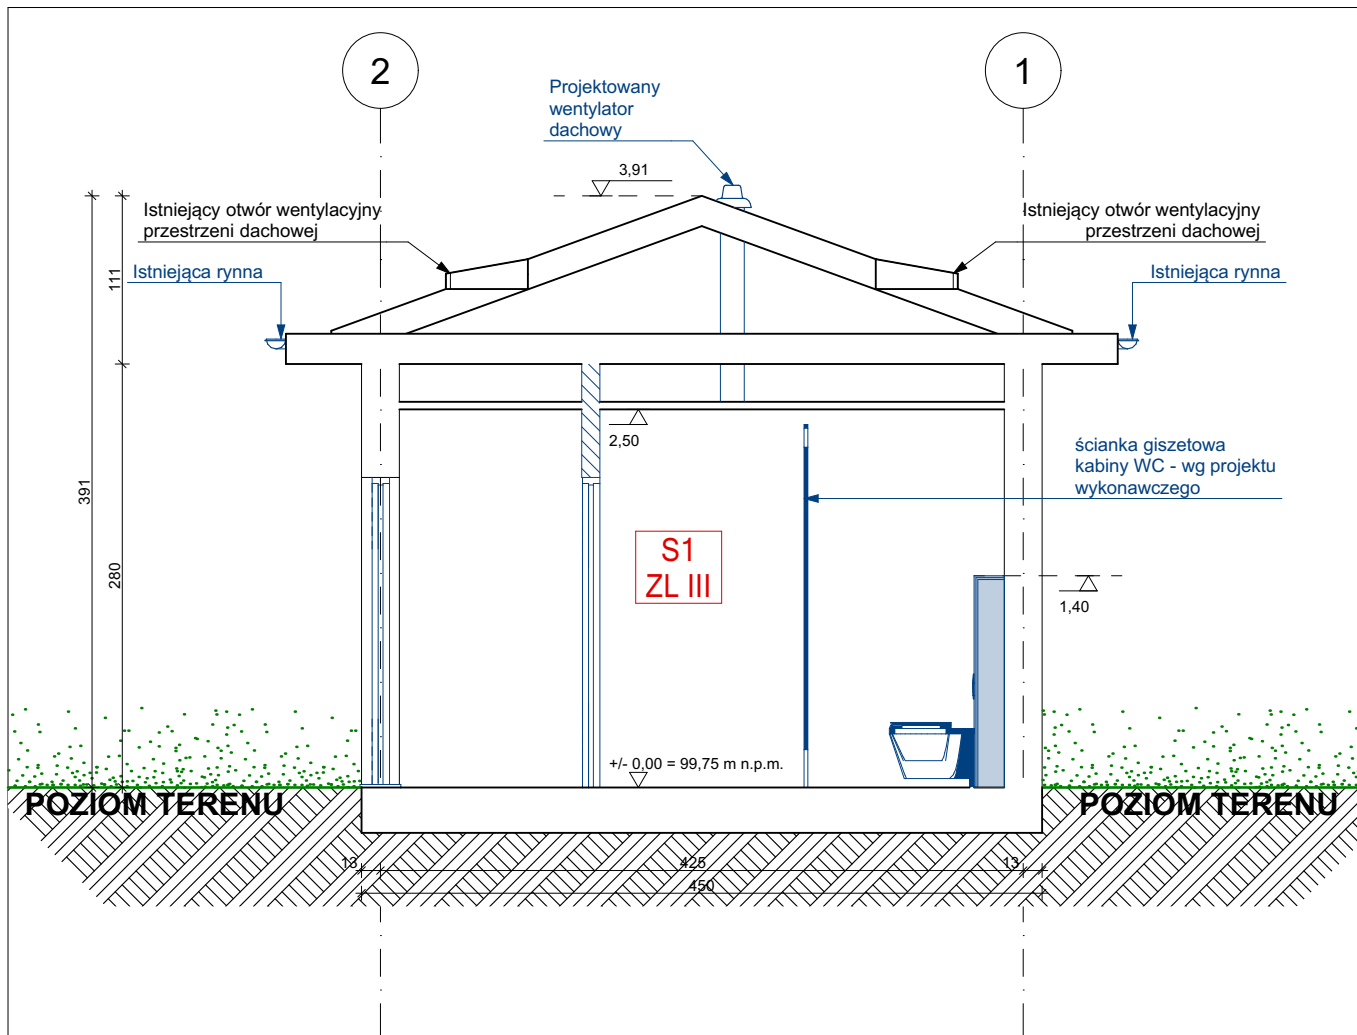 2
1
Projektowany
wentylator
dachowy
3,91
Istniejący otwór wentylacyjny
przestrzeni dachowej
Istniejący otwór wentylacyjny
przestrzeni dachowej
Istniejąca rynna
Istniejąca rynna
111
391
280
2,50
ścianka giszetowa
kabiny WC - wg projektu
wykonawczego
S1
ZL III
1,40
+/- 0,00 = 99,75 m n.p.m.
POZIOM TERENU
POZIOM TERENU
13
425
13
450